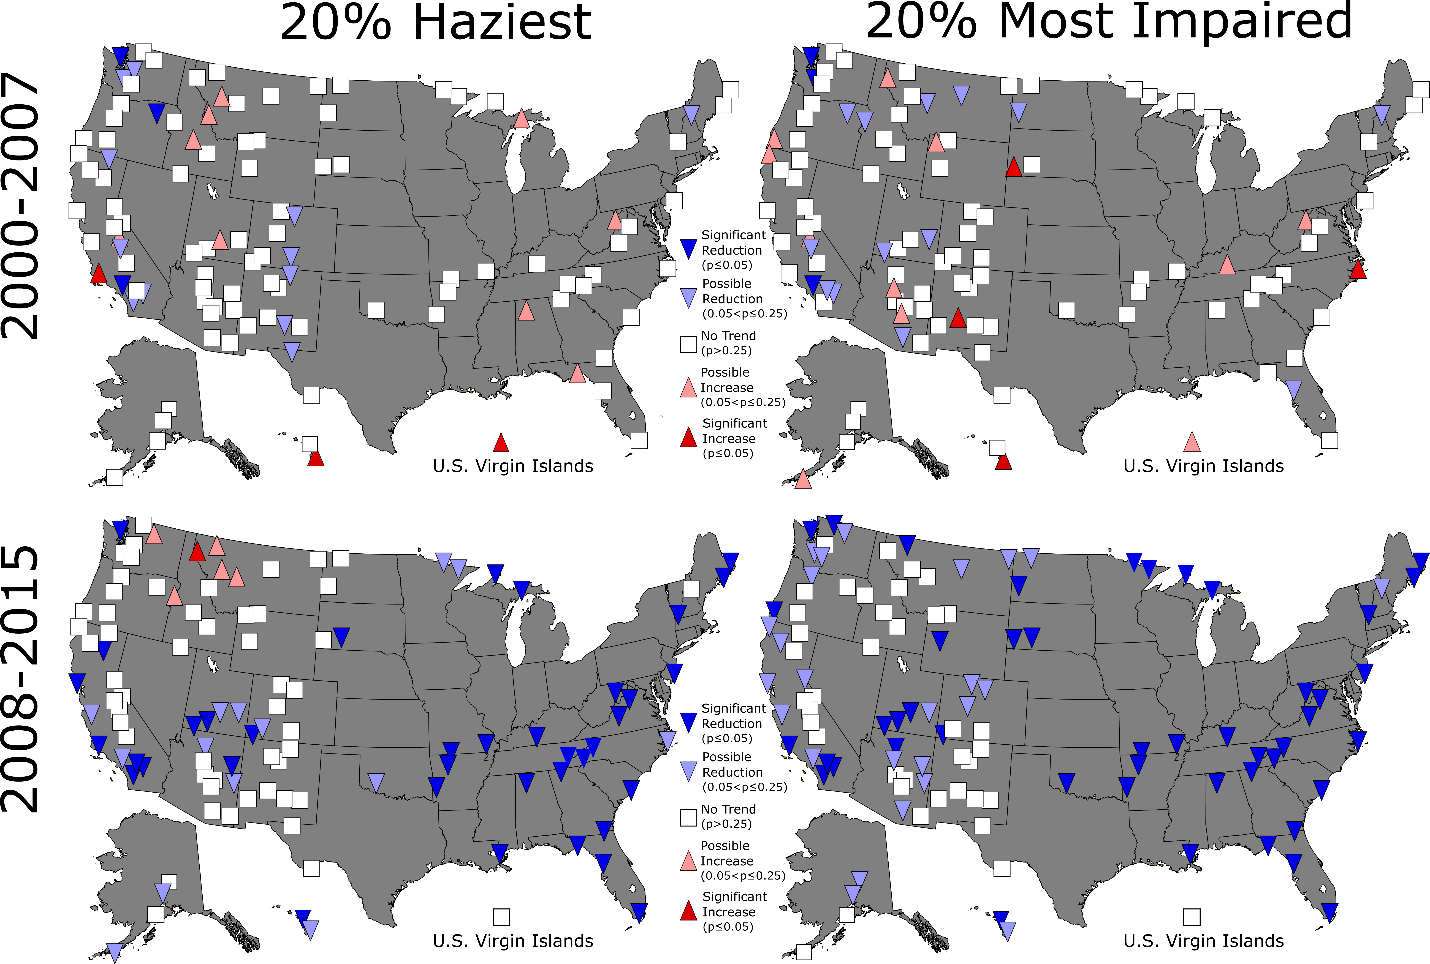 20% Haziest
20% Most Impaired
2000-2007
Significant
Reduction
(p≤0.05)
Possible
Reduction
(0.05<p≤0.25)
No Trend
(p>0.25)
Possible
Increase
(0.05<p≤0.25)
Significant
Increase
(p≤0.05)
U.S. Virgin Islands
U.S. Virgin Islands
2008-2015
Significant
Reduction
(p≤0.05)
Possible
Reduction
(0.05<p≤0.25)
No Trend
(p>0.25)
Possible
Increase
(0.05<p≤0.25)
Significant
Increase
(p≤0.05)
U.S. Virgin Islands
U.S. Virgin Islands